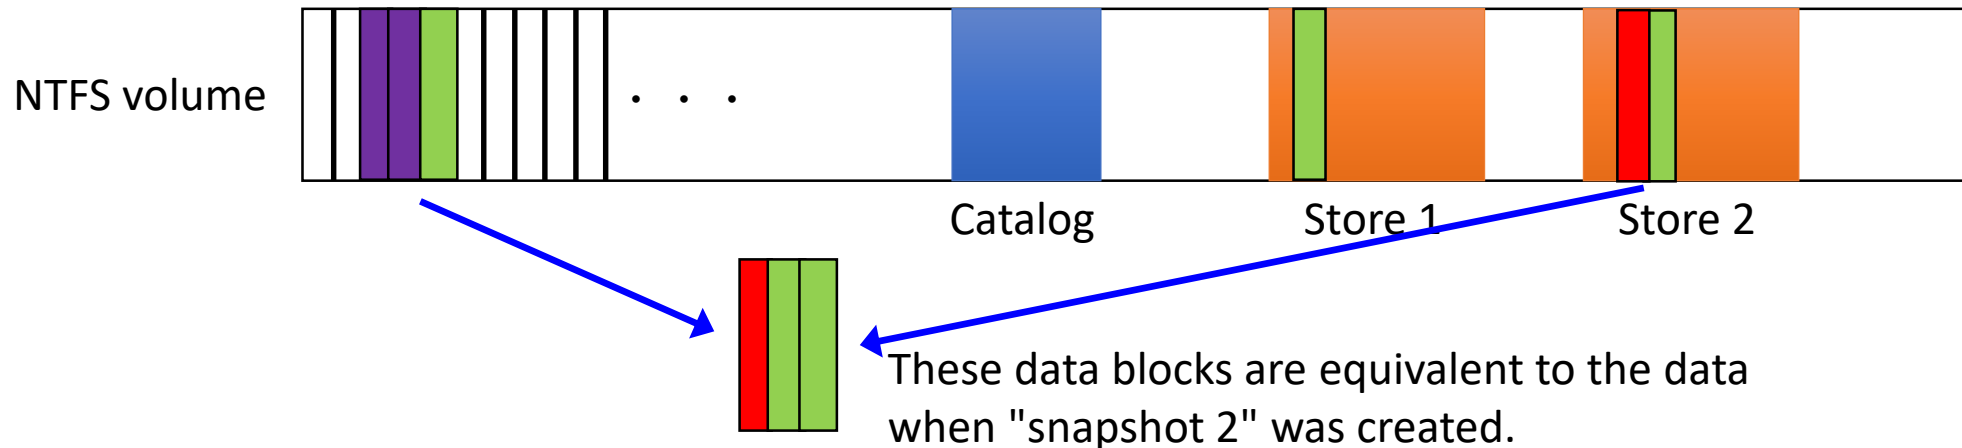 NTFS volume
. . .
Catalog
Store 1
Store 2
These data blocks are equivalent to the data
when "snapshot 2" was created.